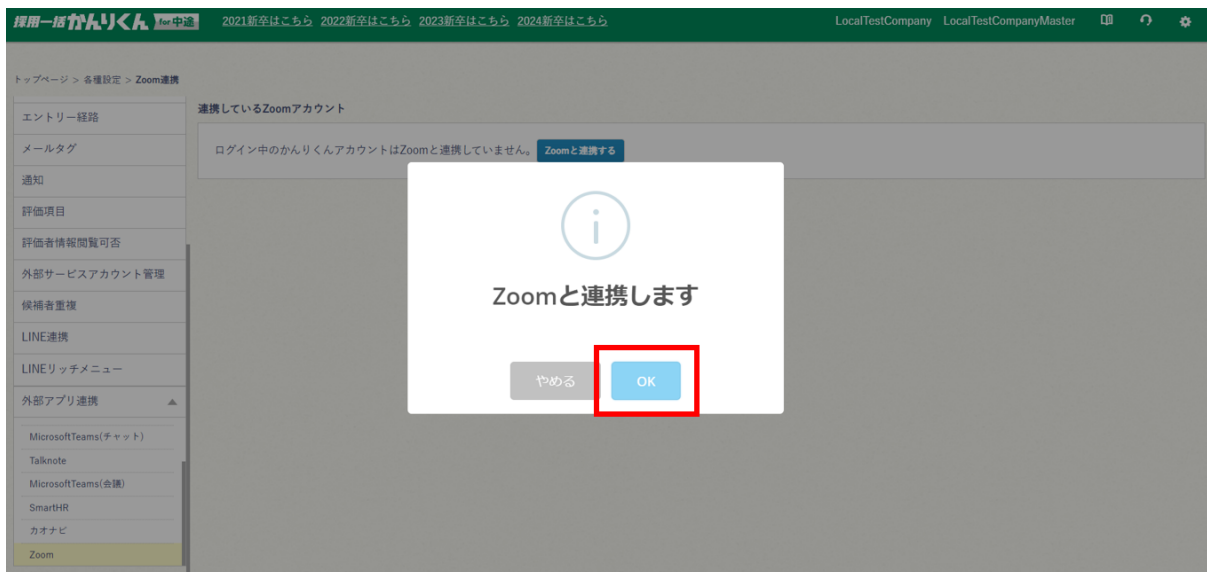 採用一括かんりくん for中途 2021新卒はこちら 2022新卒はこちら 2023新卒はこちら 2024新卒はこちら LocalTestCompany LocalTestCompanyMaster
トップページ > 各種設定 > Zoom連携
エントリー経路
メールタグ
通知
評価項目
評価者情報閲覧可否
外部サービスアカウント管理
候補者重複
LINE連携
LINEリッチメニュー
外部アプリ連携
MicrosoftTeams(チャット)
Talknote
MicrosoftTeams(会議)
SmartHR
カオナビ
Zoom
連携しているZoomアカウント
ログイン中のかんりくんアカウントはZoomと連携していません。 Zoomと連携する
Zoomと連携します
やめる OK